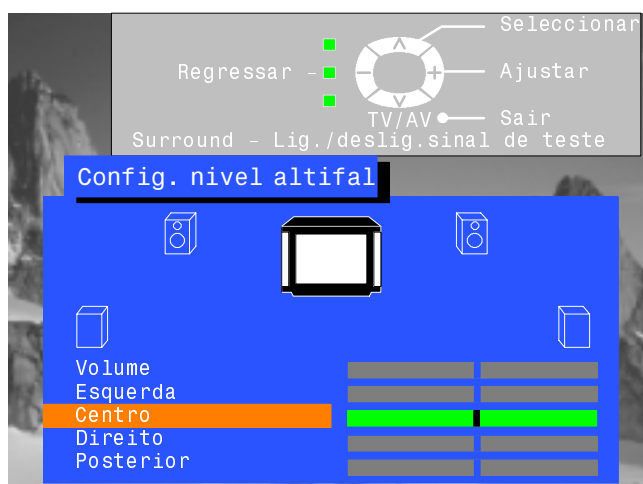 Seleccionar
Regressar – Ajustar
TV/AV Sair
Surround – Lig./deslig.sinal de teste
Config. nivel altifal
Volume
Esquerda
Centro
Direito
Posterior